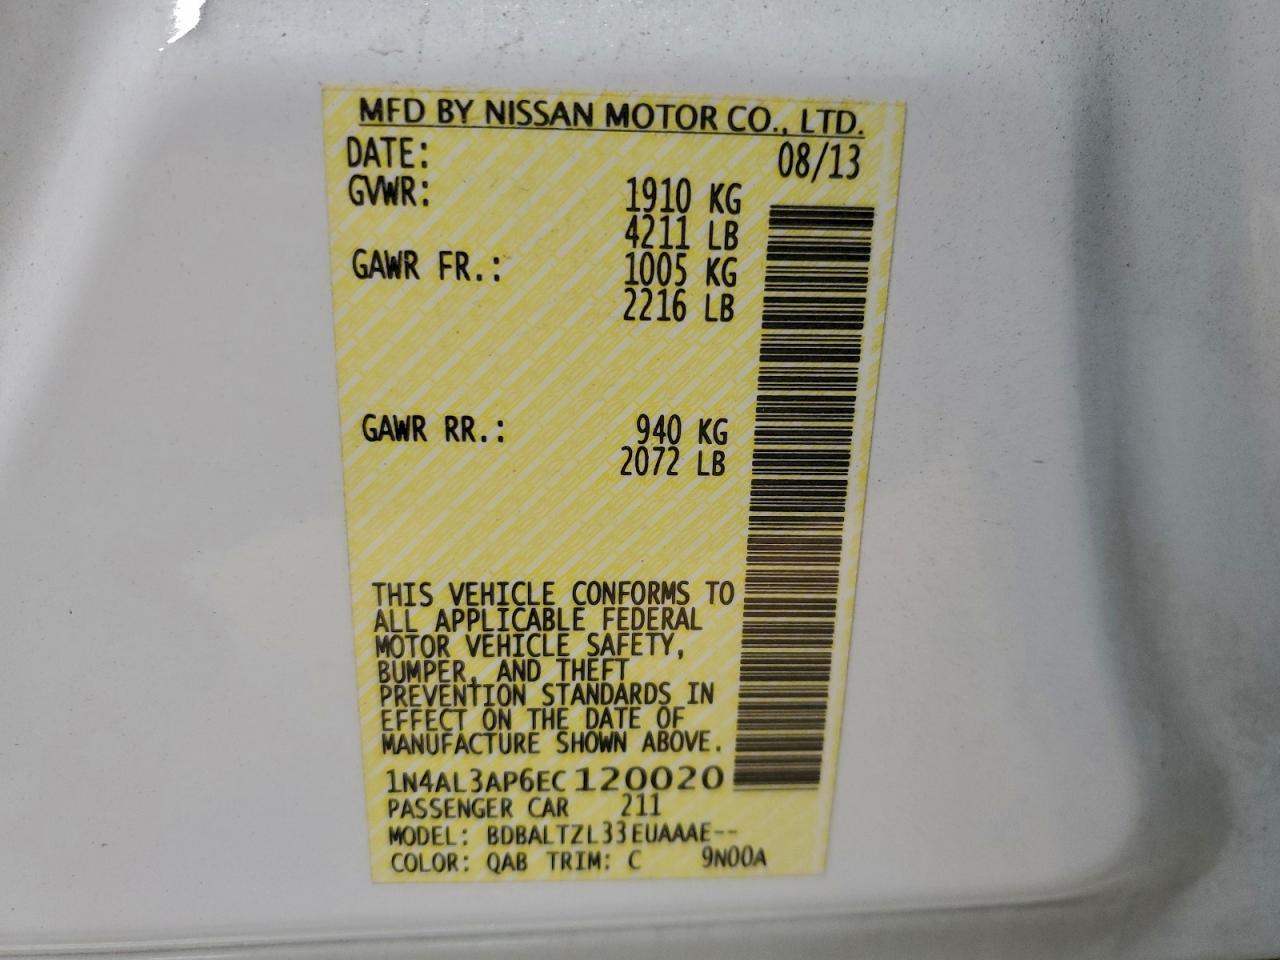 MFD BY NISSAN MOTOR CO., LTD.
DATE: 08/13
GVWR: 1910 KG
4211 LB
GAWR FR.: 1005 KG
2216 LB
GAWR RR.: 940 KG
2072 LB
THIS VEHICLE CONFORMS TO
ALL APPLICABLE FEDERAL
MOTOR VEHICLE SAFETY,
BUMPER, AND THEFT
PREVENTION STANDARDS IN
EFFECT ON THE DATE OF
MANUFACTURE SHOWN ABOVE.
1N4AL3AP6EC120020
PASSENGER CAR 211
MODEL: BDBALTZL33EUAAAE--
COLOR: QAB TRIM: C 9N00A